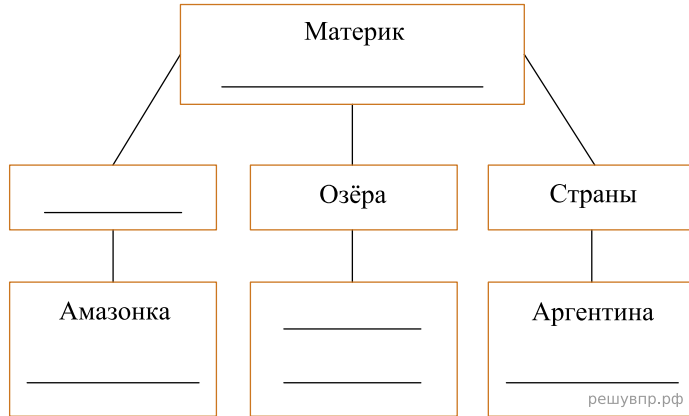 Материк
Озёра
Страны
Амазонка
Аргентина
решувпр.рф